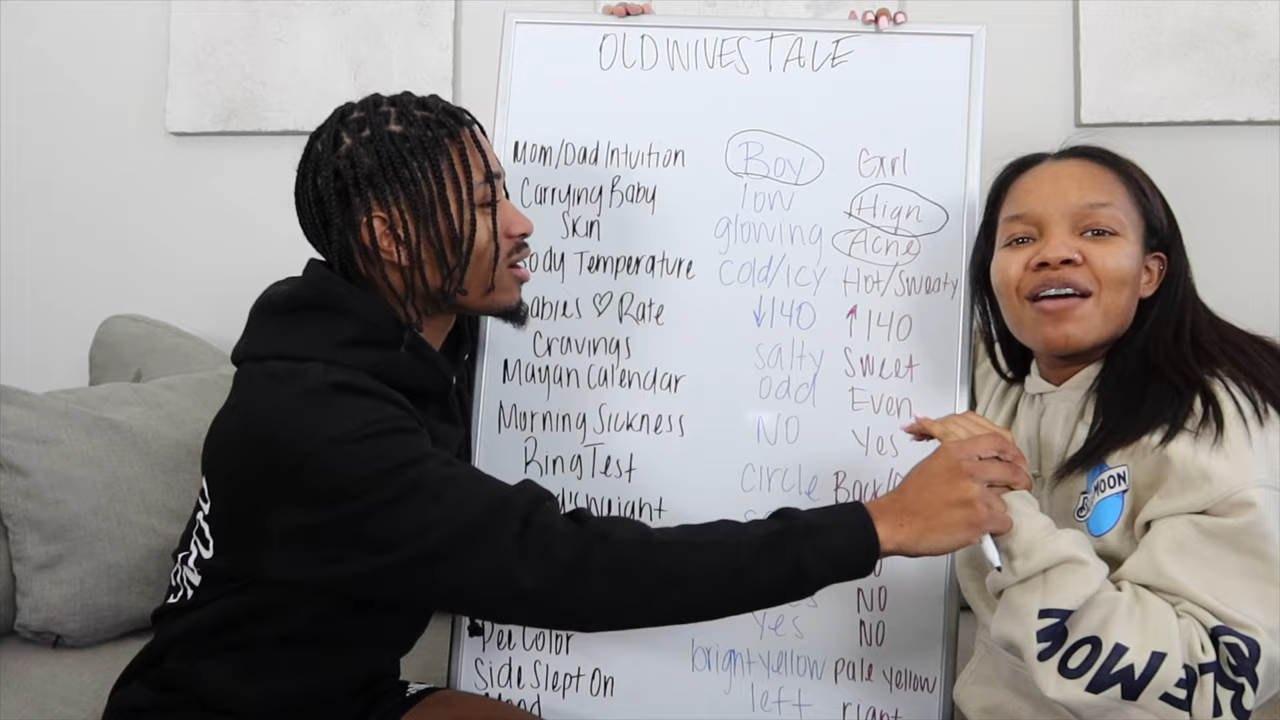 OLD WIVES TALE
Mom/Dad Intuition Boy Girl
Carrying Baby low High
Skin glowing Acne
Body Temperature Cold/Icy Hot/Sweaty
Babies ♡ Rate ↓140 ↑140
Cravings salty Sweet
Mayan Calendar odd Even
Morning Sickness NO Yes
Ring Test circle
NO
Yes NO
Pee Color bright yellow pale yellow
Side Slept On left right
MOON